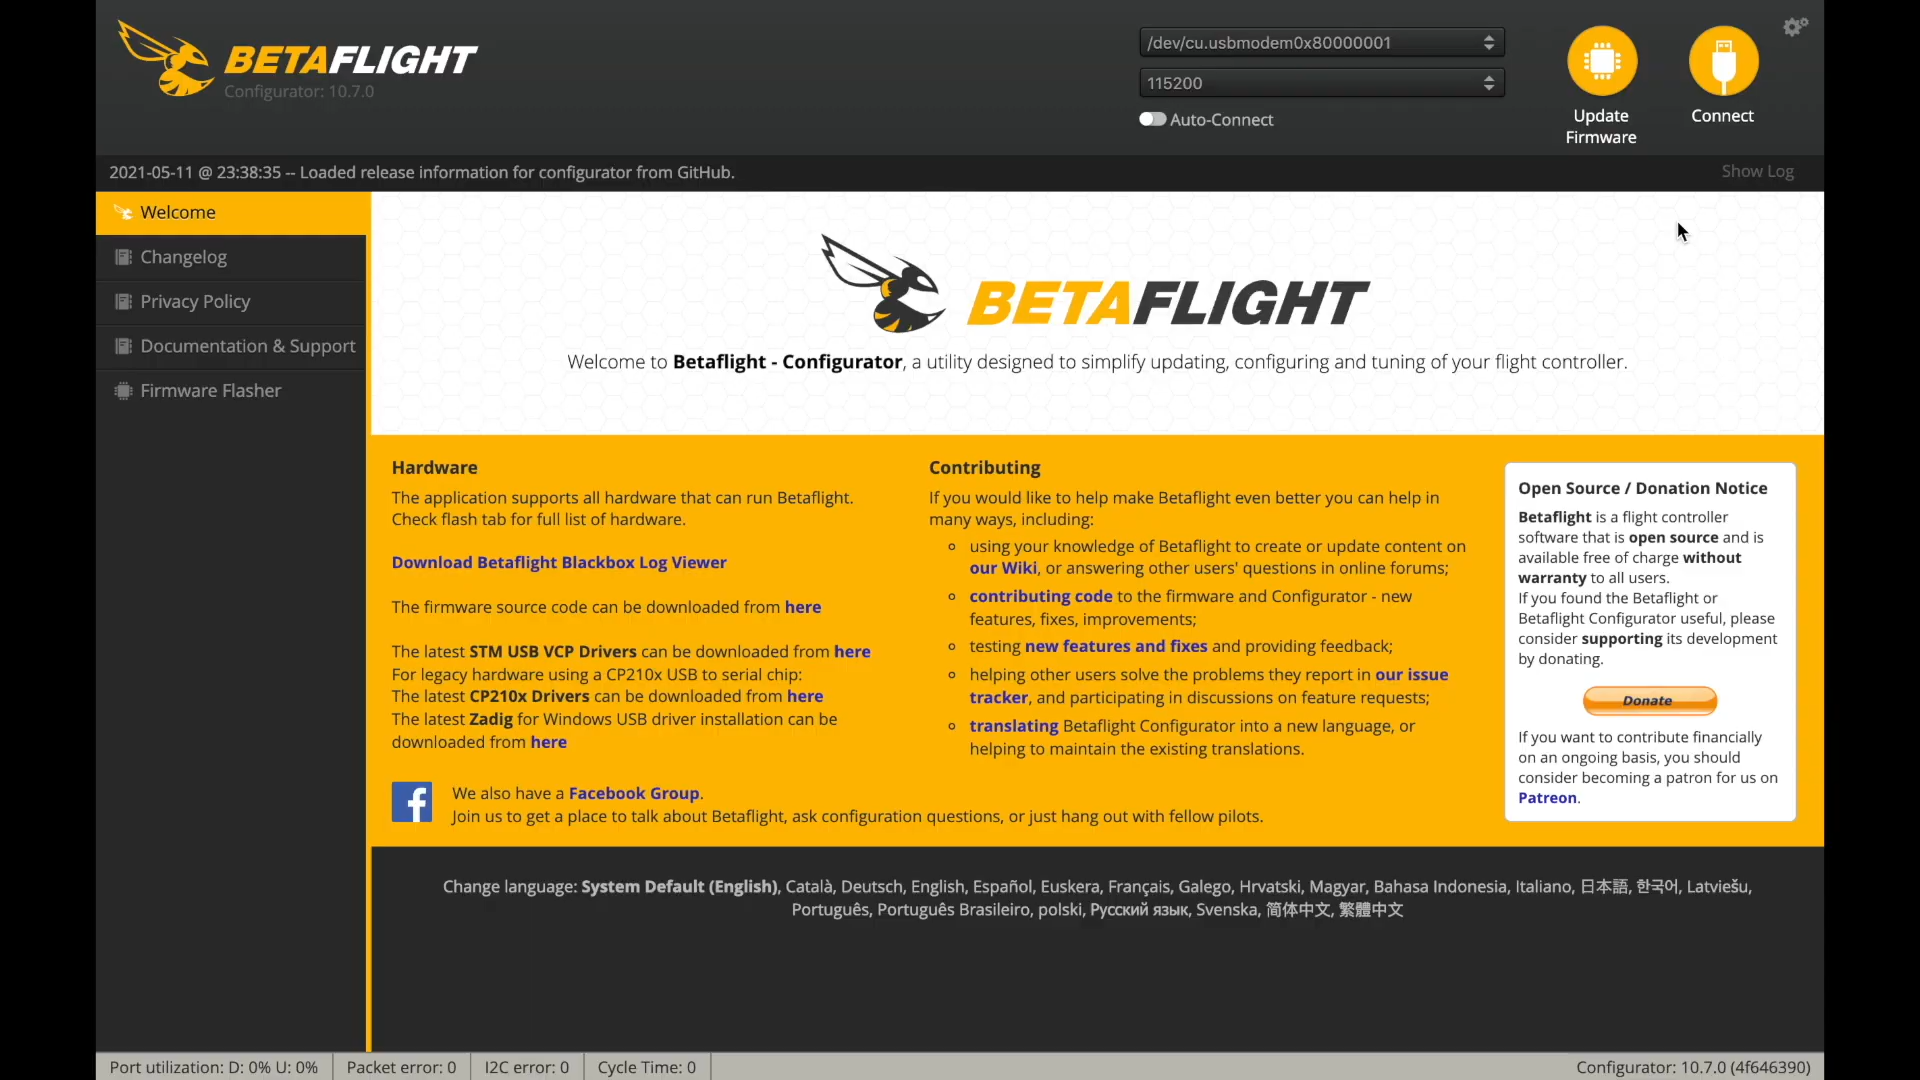 BETAFLIGHT
Configurator: 10.7.0
/dev/cu.usbmodem0x80000001
115200
Auto-Connect
Update
Firmware
Connect
2021-05-11 @ 23:38:35 -- Loaded release information for configurator from GitHub.
Show Log
Welcome
Changelog
Privacy Policy
Documentation & Support
Firmware Flasher
BETAFLIGHT
Welcome to Betaflight - Configurator, a utility designed to simplify updating, configuring and tuning of your flight controller.
Hardware
The application supports all hardware that can run Betaflight.
Check flash tab for full list of hardware.
Download Betaflight Blackbox Log Viewer
The firmware source code can be downloaded from here
The latest STM USB VCP Drivers can be downloaded from here
For legacy hardware using a CP210x USB to serial chip:
The latest CP210x Drivers can be downloaded from here
The latest Zadig for Windows USB driver installation can be
downloaded from here
Contributing
If you would like to help make Betaflight even better you can help in
many ways, including:
using your knowledge of Betaflight to create or update content on
our Wiki, or answering other users' questions in online forums;
contributing code to the firmware and Configurator - new
features, fixes, improvements;
testing new features and fixes and providing feedback;
helping other users solve the problems they report in our issue
tracker, and participating in discussions on feature requests;
translating Betaflight Configurator into a new language, or
helping to maintain the existing translations.
We also have a Facebook Group.
Join us to get a place to talk about Betaflight, ask configuration questions, or just hang out with fellow pilots.
Open Source / Donation Notice
Betaflight is a flight controller
software that is open source and is
available free of charge without
warranty to all users.
If you found the Betaflight or
Betaflight Configurator useful, please
consider supporting its development
by donating.
Donate
If you want to contribute financially
on an ongoing basis, you should
consider becoming a patron for us on
Patreon.
Change language: System Default (English), Català, Deutsch, English, Español, Euskera, Français, Galego, Hrvatski, Magyar, Bahasa Indonesia, Italiano, 日本語, 한국어, Latviešu,
Português, Português Brasileiro, polski, Русский язык, Svenska, 简体中文, 繁體中文
Port utilization: D: 0% U: 0%
Packet error: 0
I2C error: 0
Cycle Time: 0
Configurator: 10.7.0 (4f646390)